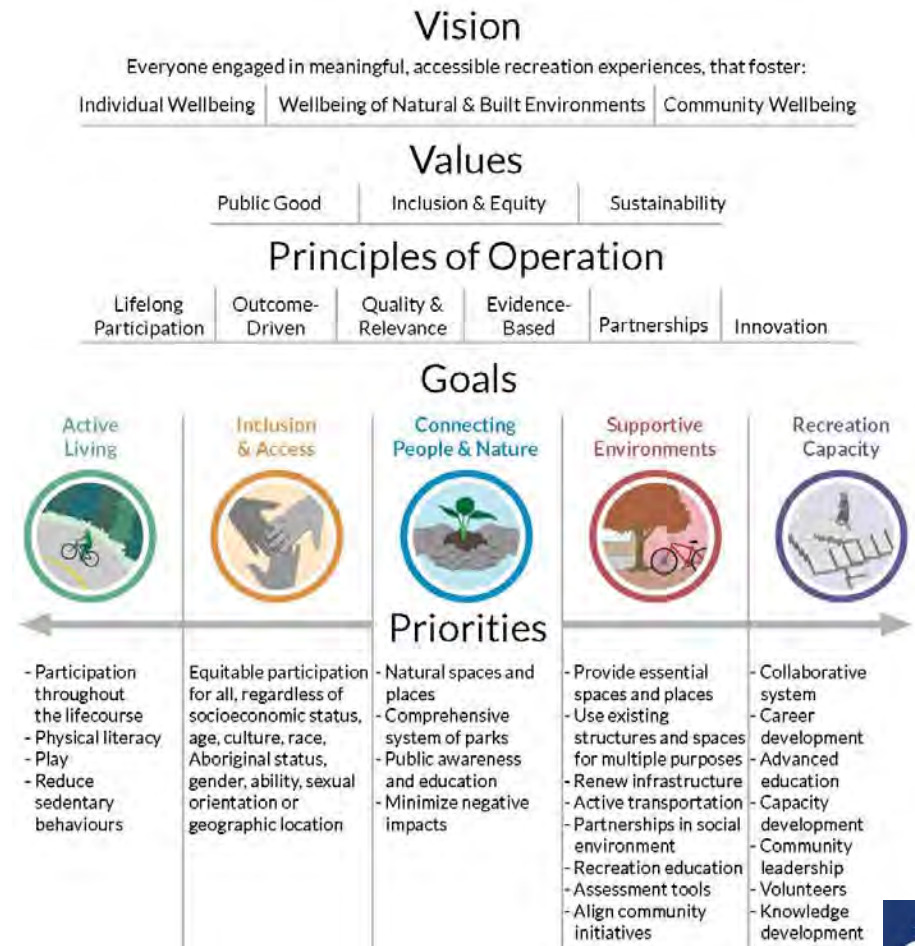 Vision
Everyone engaged in meaningful, accessible recreation experiences, that foster:
Individual Wellbeing
Wellbeing of Natural & Built Environments
Community Wellbeing
Values
Public Good
Inclusion & Equity
Sustainability
Principles of Operation
Lifelong
Participation
Outcome-
Driven
Quality &
Relevance
Evidence-
Based
Partnerships
Innovation
Goals
Active
Living
Inclusion
& Access
Connecting
People & Nature
Supportive
Environments
Recreation
Capacity
Priorities
- Participation
throughout
the lifecourse
- Physical literacy
- Play
- Reduce
sedentary
behaviours
Equitable participation
for all, regardless of
socioeconomic status,
age, culture, race,
Aboriginal status,
gender, ability, sexual
orientation or
geographic location
- Natural spaces and
places
- Comprehensive
system of parks
- Public awareness
and education
- Minimize negative
impacts
- Provide essential
spaces and places
- Use existing
structures and spaces
for multiple purposes
- Renew infrastructure
- Active transportation
- Partnerships in social
environment
- Recreation education
- Assessment tools
- Align community
initiatives
- Collaborative
system
- Career
development
- Advanced
education
- Capacity
development
- Community
leadership
- Volunteers
- Knowledge
development